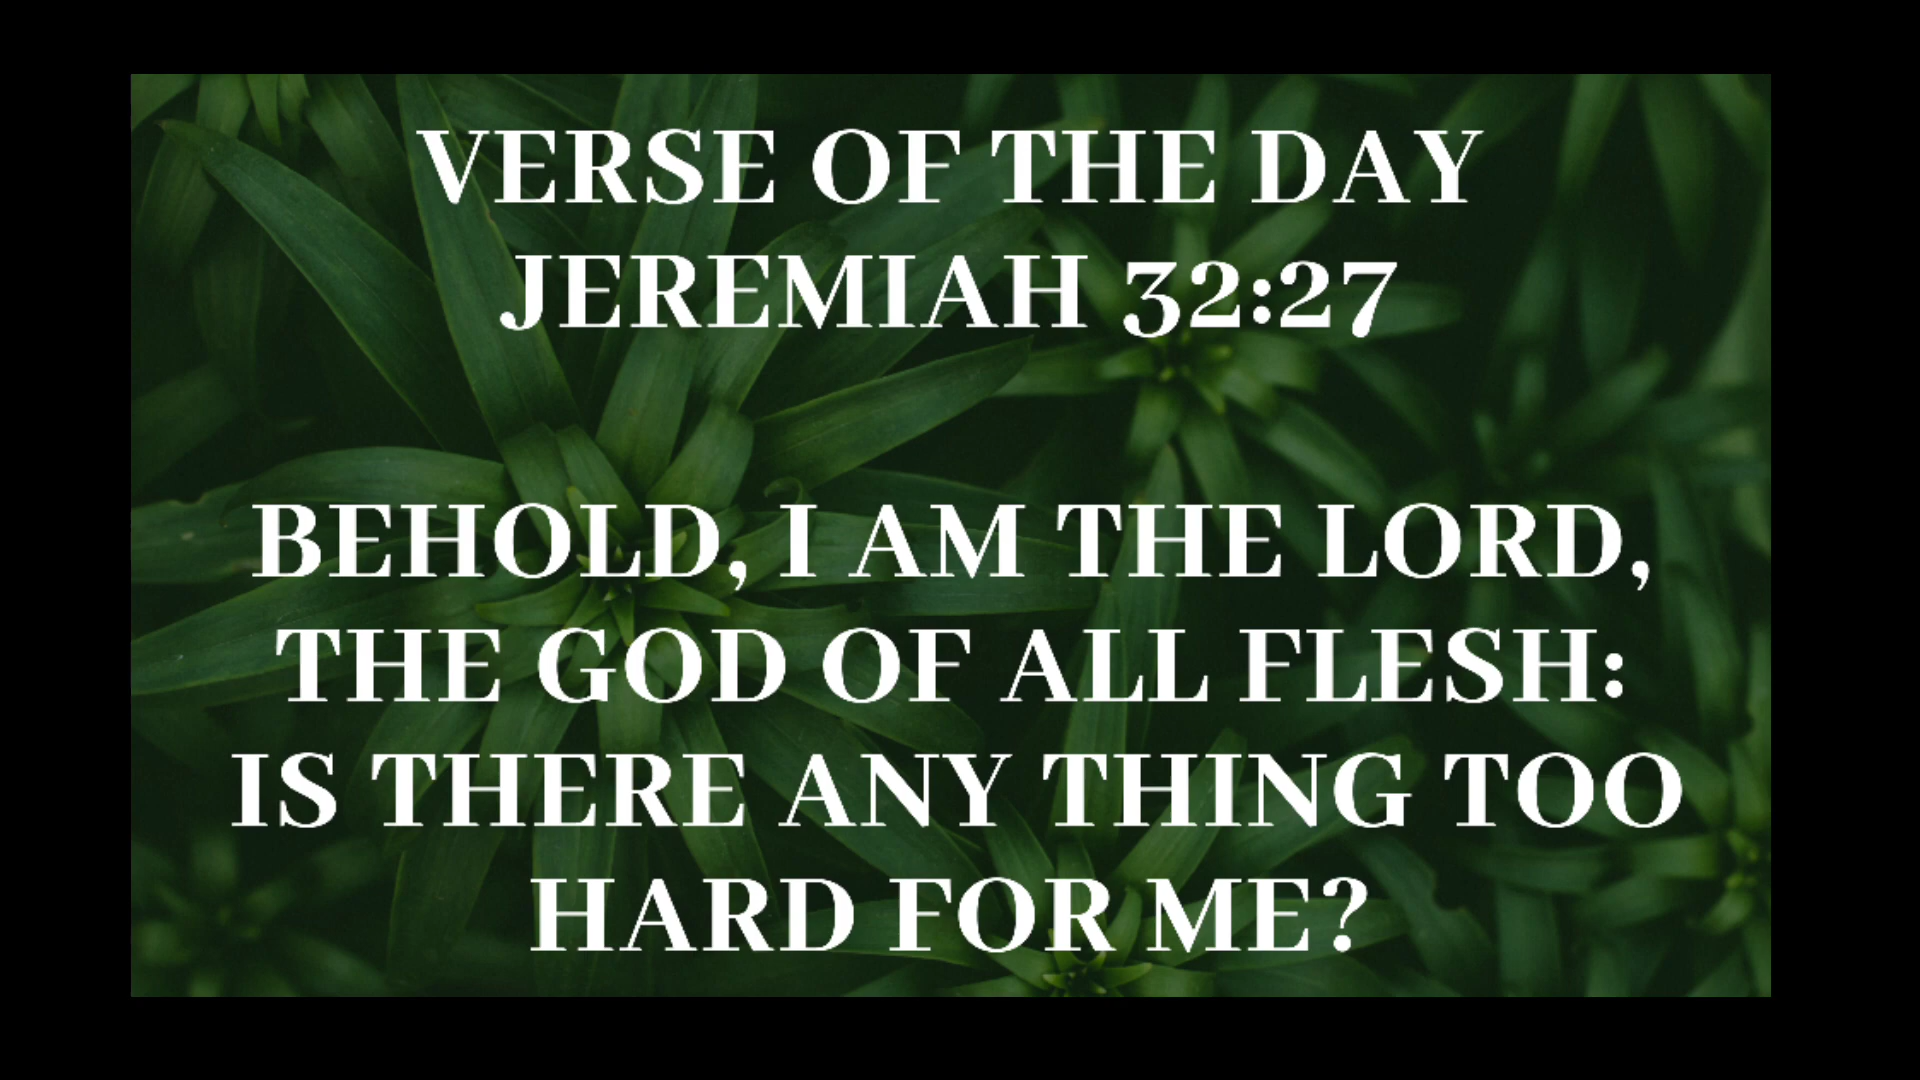 VERSE OF THE DAY
JEREMIAH 32:27
BEHOLD, I AM THE LORD,
THE GOD OF ALL FLESH:
IS THERE ANY THING TOO
HARD FOR ME?